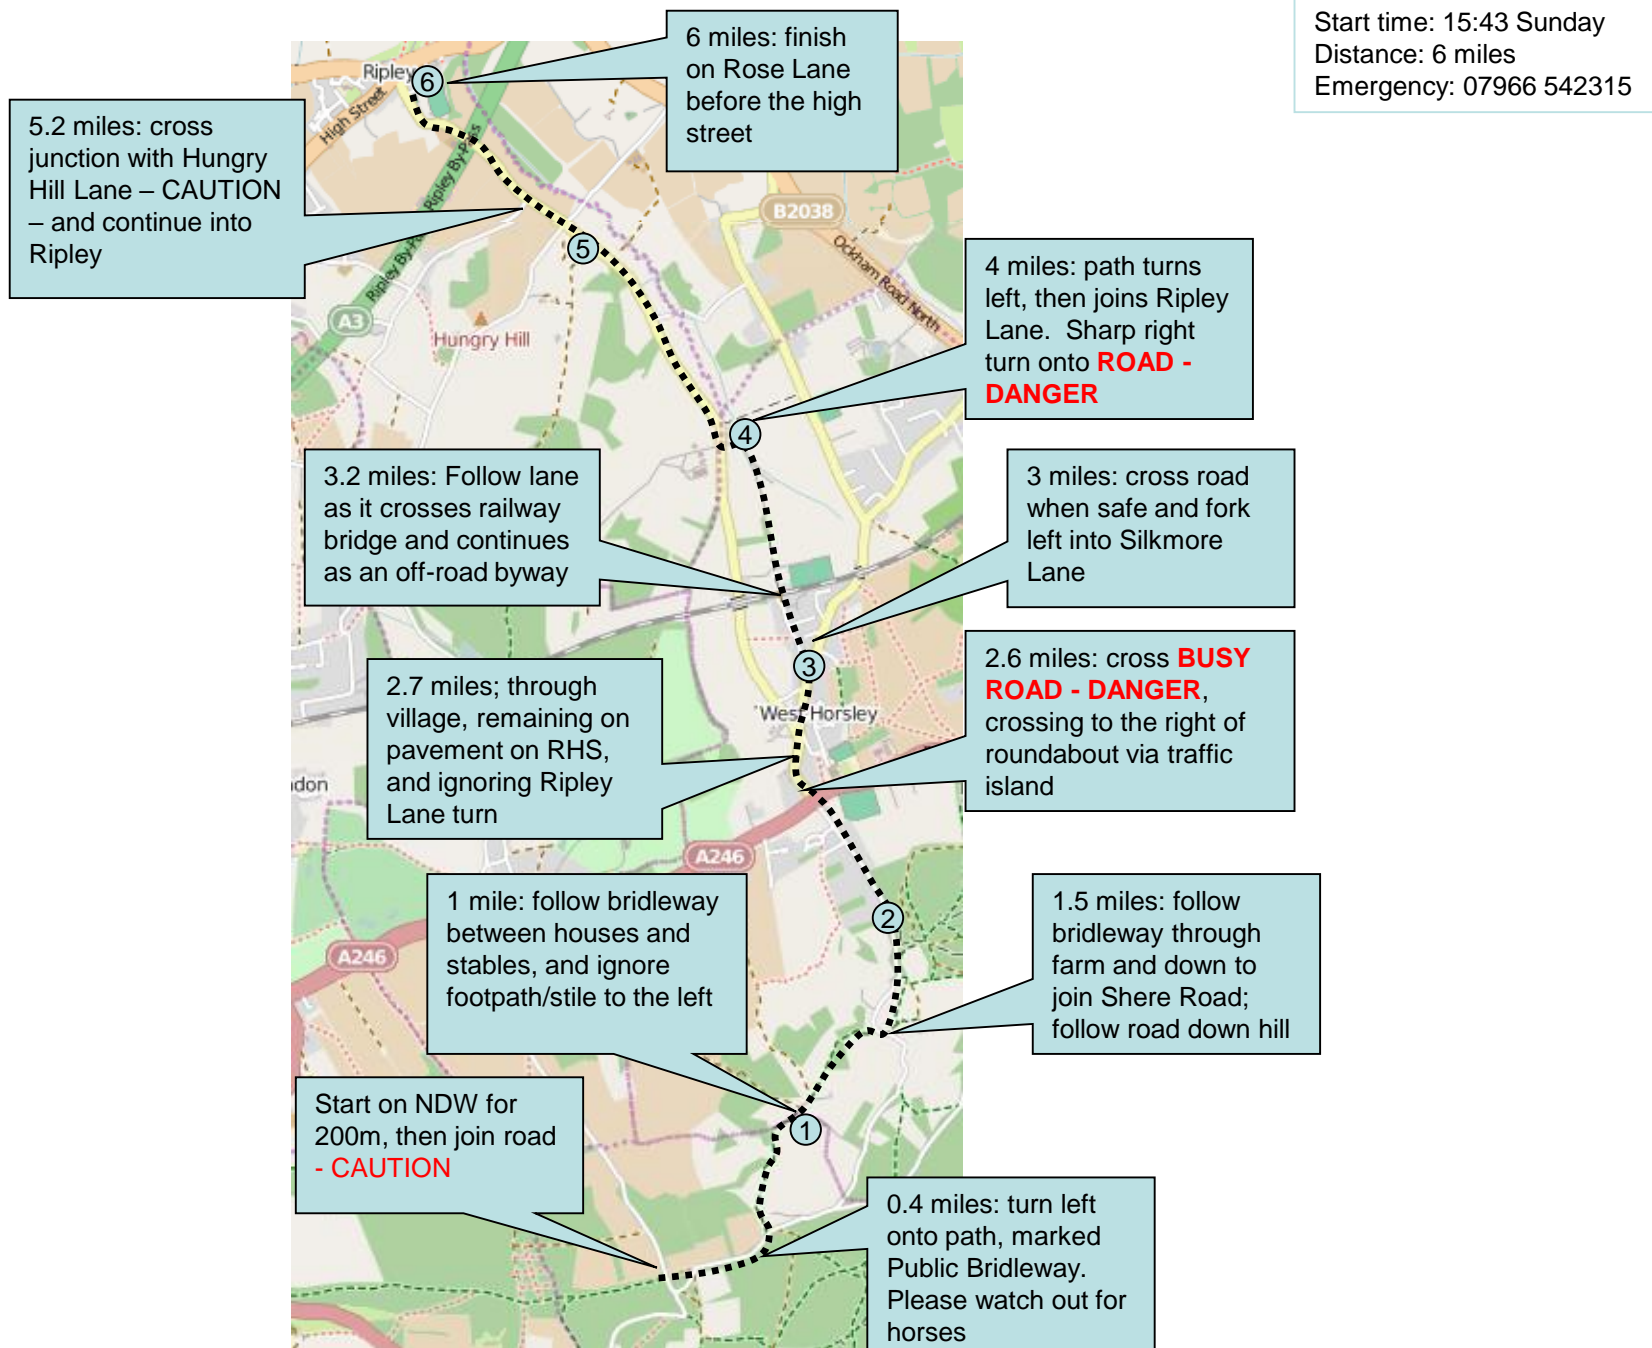 Start time: 15:43 Sunday
Distance: 6 miles
Emergency: 07966 542315
6 miles: finish
on Rose Lane
before the high
street
5.2 miles: cross
junction with Hungry
Hill Lane – CAUTION
– and continue into
Ripley
4 miles: path turns
left, then joins Ripley
Lane.  Sharp right
turn onto ROAD -
DANGER
3.2 miles: Follow lane
as it crosses railway
bridge and continues
as an off-road byway
3 miles: cross road
when safe and fork
left into Silkmore
Lane
2.7 miles; through
village, remaining on
pavement on RHS,
and ignoring Ripley
Lane turn
2.6 miles: cross BUSY
ROAD - DANGER,
crossing to the right of
roundabout via traffic
island
1 mile: follow bridleway
between houses and
stables, and ignore
footpath/stile to the left
1.5 miles: follow
bridleway through
farm and down to
join Shere Road;
follow road down hill
Start on NDW for
200m, then join road
- CAUTION
0.4 miles: turn left
onto path, marked
Public Bridleway.
Please watch out for
horses
Ripley
6
High Street
Ripley By-Pass
Ripley By-Pass
B2038
Ockham Road North
5
A3
Hungry Hill
4
3
West Horsley
don
A246
2
A246
1